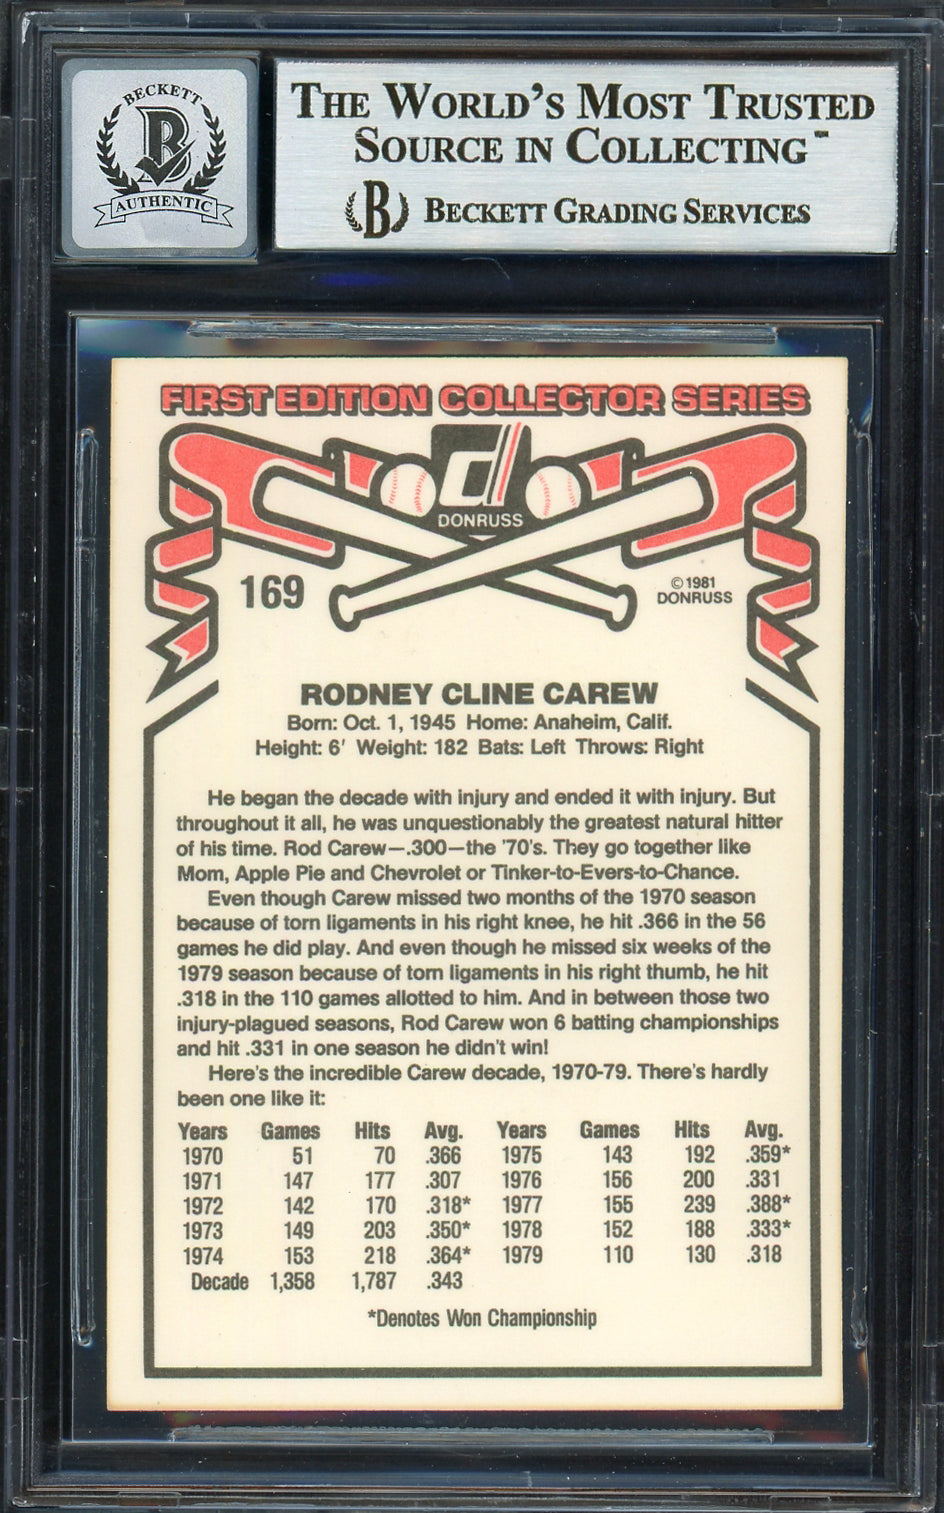 BECKETT
B
AUTHENTIC
THE WORLD'S MOST TRUSTED
SOURCE IN COLLECTING™
B BECKETT GRADING SERVICES
FIRST EDITION COLLECTOR SERIES
d
DONRUSS
169
© 1981
DONRUSS
RODNEY CLINE CAREW
Born: Oct. 1, 1945 Home: Anaheim, Calif.
Height: 6' Weight: 182 Bats: Left Throws: Right
He began the decade with injury and ended it with injury. But
throughout it all, he was unquestionably the greatest natural hitter
of his time. Rod Carew—.300—the '70's. They go together like
Mom, Apple Pie and Chevrolet or Tinker-to-Evers-to-Chance.
Even though Carew missed two months of the 1970 season
because of torn ligaments in his right knee, he hit .366 in the 56
games he did play. And even though he missed six weeks of the
1979 season because of torn ligaments in his right thumb, he hit
.318 in the 110 games allotted to him. And in between those two
injury-plagued seasons, Rod Carew won 6 batting championships
and hit .331 in one season he didn't win!
Here's the incredible Carew decade, 1970-79. There's hardly
been one like it:
Years Games Hits Avg. Years Games Hits Avg.
1970 51 70 .366 1975 143 192 .359*
1971 147 177 .307 1976 156 200 .331
1972 142 170 .318* 1977 155 239 .388*
1973 149 203 .350* 1978 152 188 .333*
1974 153 218 .364* 1979 110 130 .318
Decade 1,358 1,787 .343
*Denotes Won Championship